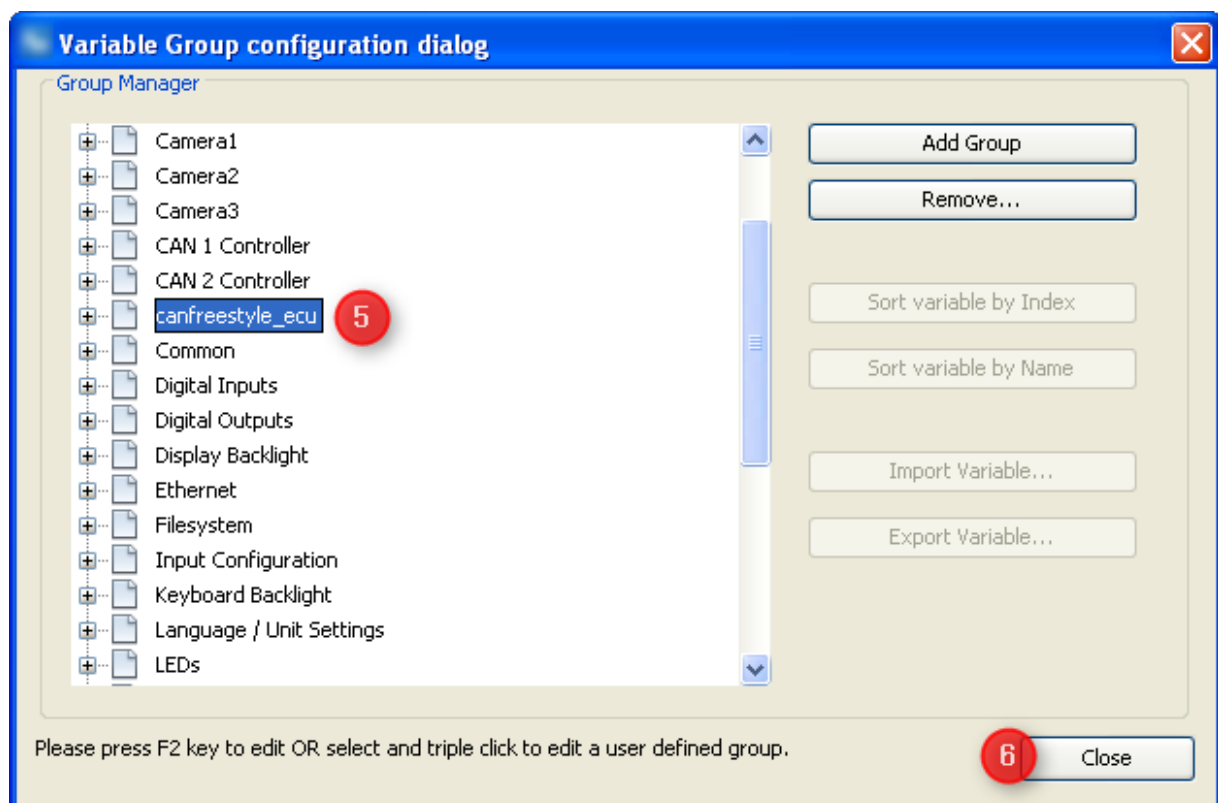 Variable Group configuration dialog
Group Manager
Camera1
Camera2
Camera3
CAN 1 Controller
CAN 2 Controller
canfreestyle_ecu
5
Common
Digital Inputs
Digital Outputs
Display Backlight
Ethernet
Filesystem
Input Configuration
Keyboard Backlight
Language / Unit Settings
LEDs
Add Group
Remove...
Sort variable by Index
Sort variable by Name
Import Variable...
Export Variable...
Please press F2 key to edit OR select and triple click to edit a user defined group.
6
Close